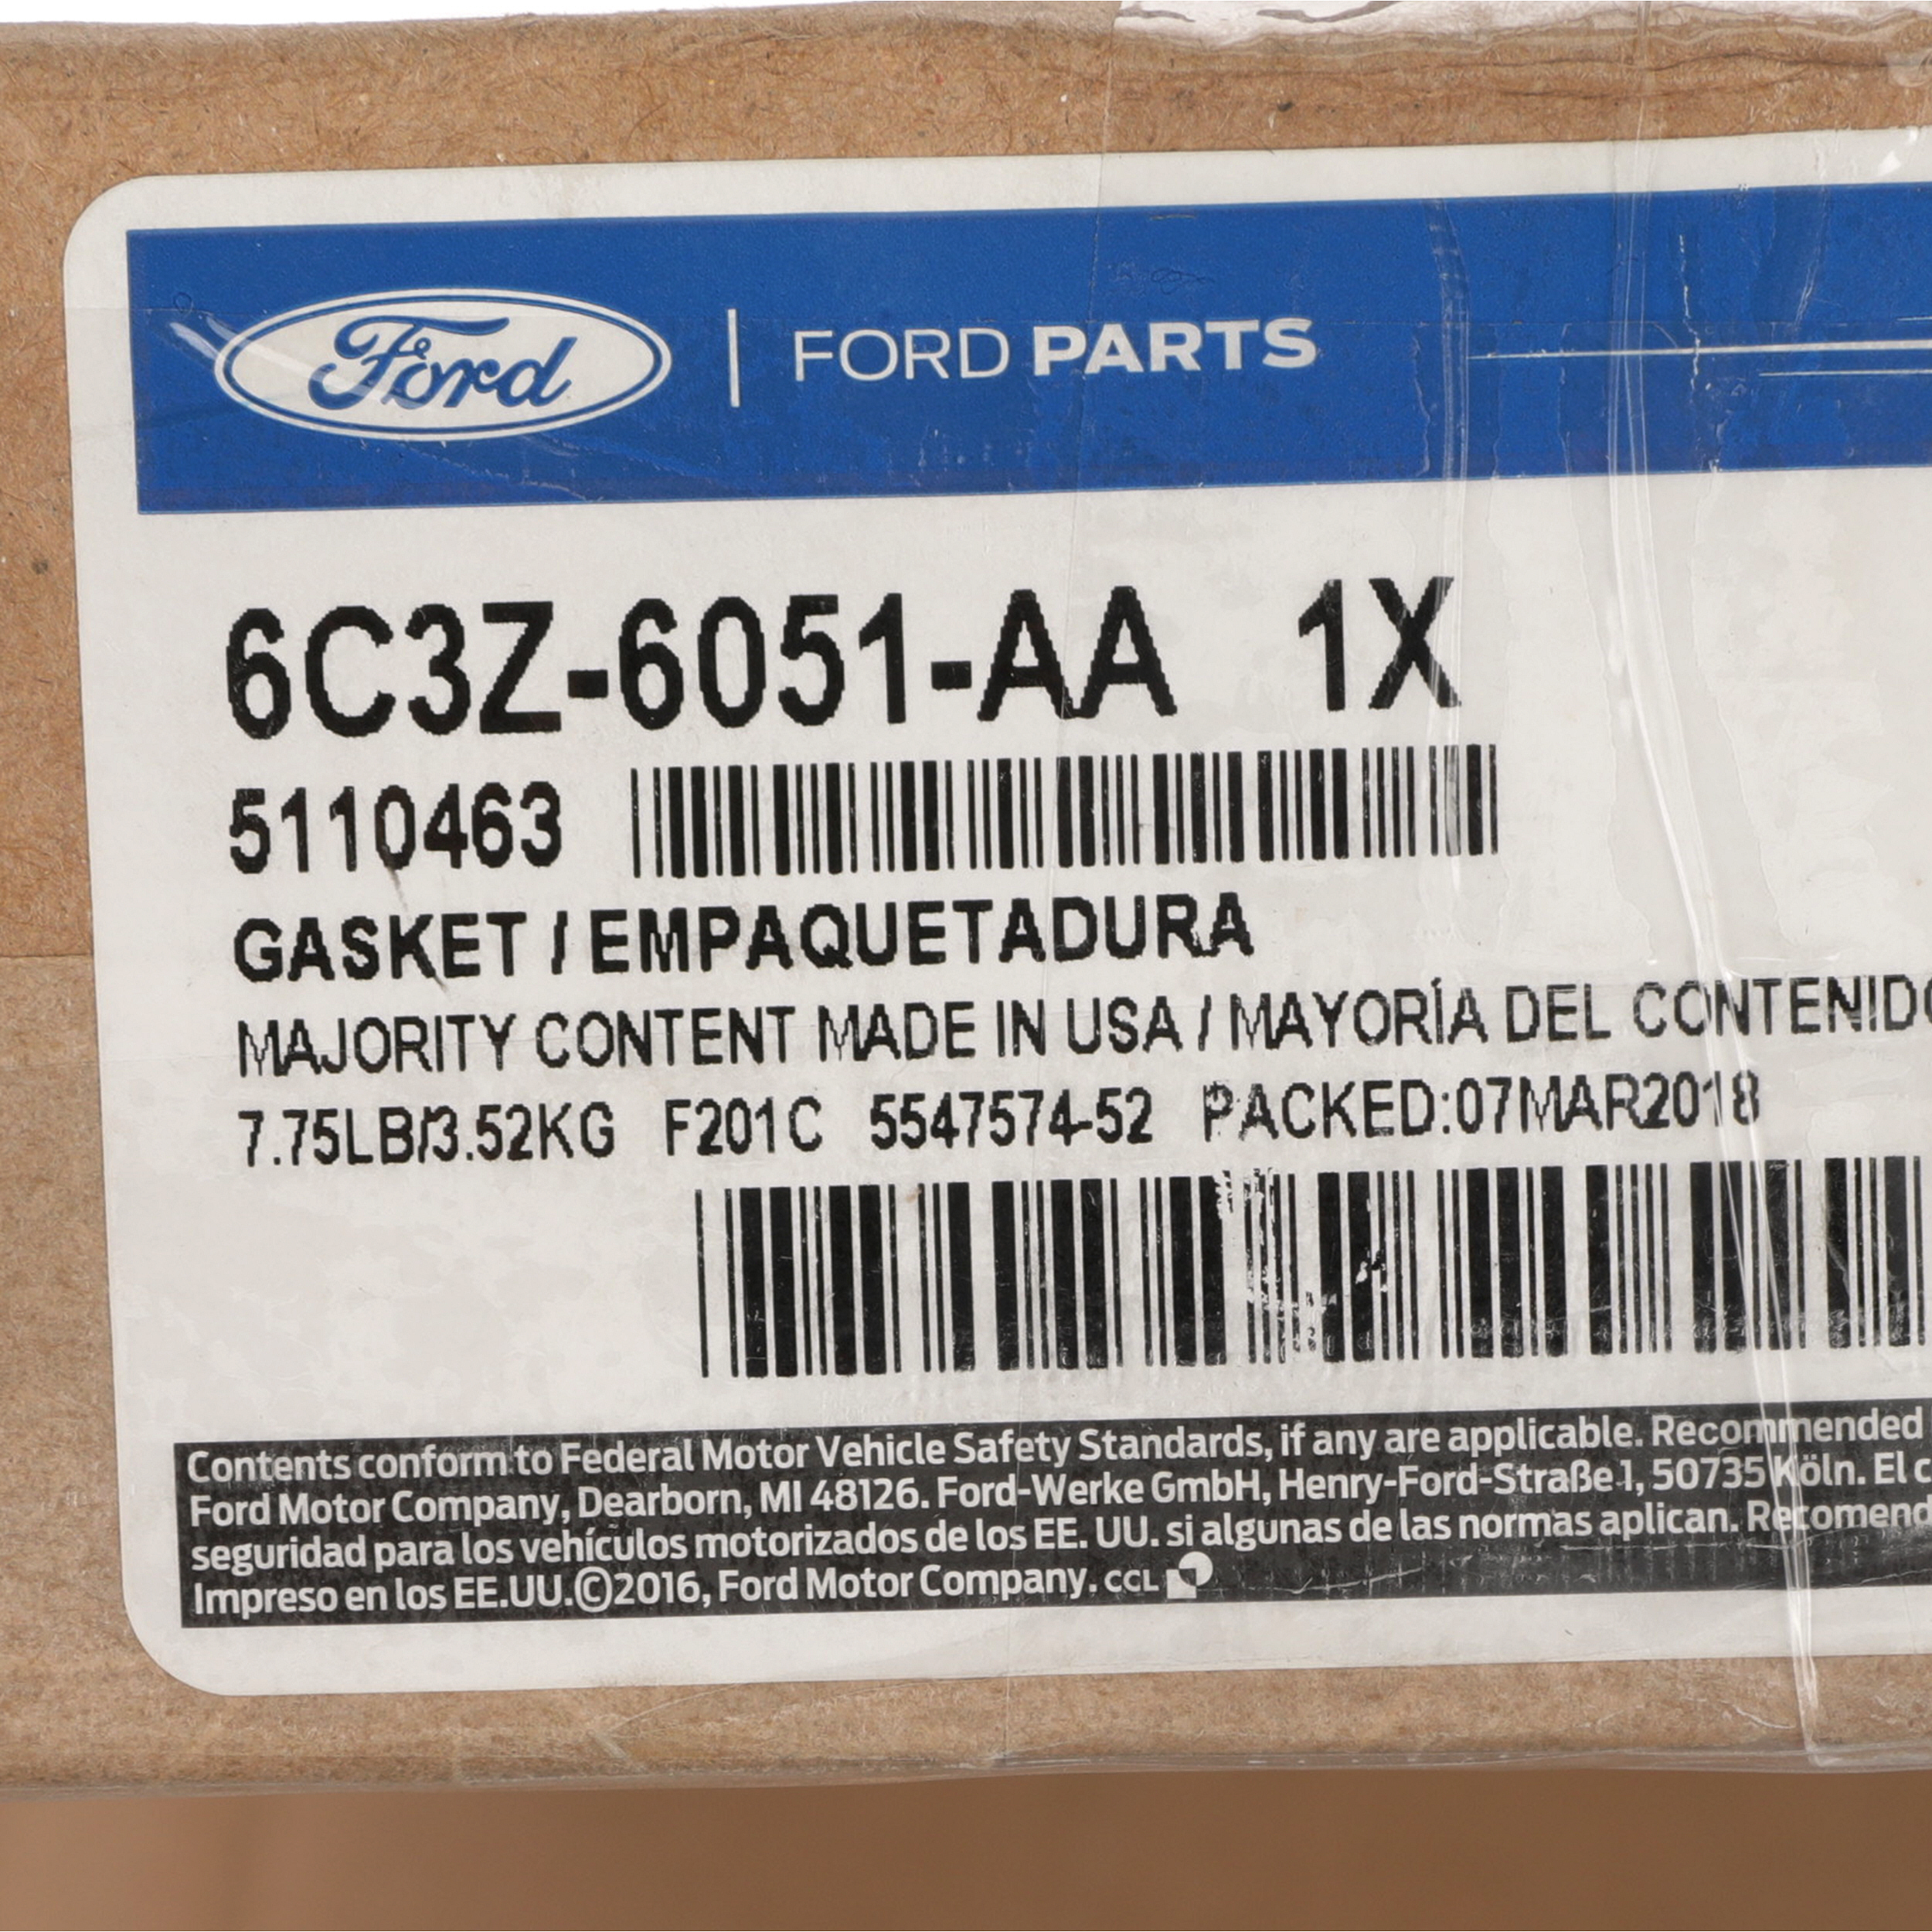 Ford | FORD PARTS
6C3Z-6051-AA 1X
5110463
GASKET / EMPAQUETADURA
MAJORITY CONTENT MADE IN USA / MAYORÍA DEL CONTENIDO
7.75LB/3.52KG F201C 5547574-52 PACKED:07MAR2018
Contents conform to Federal Motor Vehicle Safety Standards, if any are applicable. Recommended
Ford Motor Company, Dearborn, MI 48126. Ford-Werke GmbH, Henry-Ford-Straße 1, 50735 Köln. El c
seguridad para los vehículos motorizados de los EE. UU. si algunas de las normas aplican. Recomend
Impreso en los EE.UU.©2016, Ford Motor Company. CCL